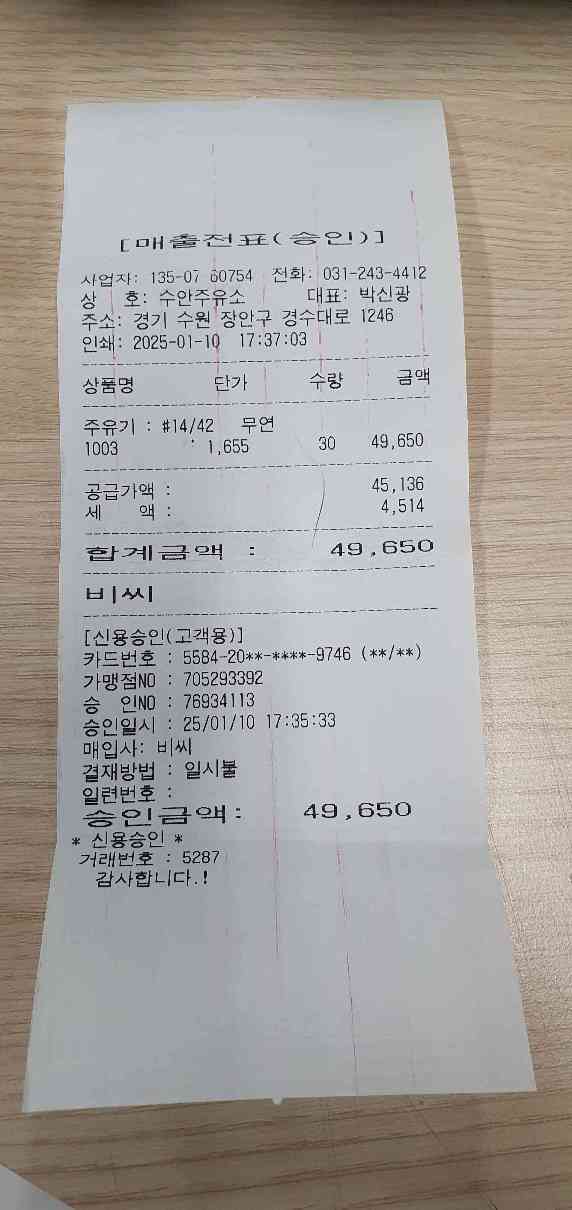 [매출전표(승인)]
사업자: 135-07 60754 전화: 031-243-4412
상 호: 수안주유소 대표: 박신광
주소: 경기 수원 장안구 경수대로 1246
인쇄: 2025-01-10 17:37:03
상품명 단가 수량 금액
주유기 : #14/42 무연
1003 1,655 30 49,650
공급가액 : 45,136
세 액 : 4,514
합계금액 : 49,650
비씨
[신용승인(고객용)]
카드번호 : 5584-20**-****-9746 (**/**)
가맹점NO : 705293392
승 인NO : 76934113
승인일시 : 25/01/10 17:35:33
매입사: 비씨
결재방법 : 일시불
일련번호 :
승인금액: 49,650
* 신용승인 *
거래번호 : 5287
감사합니다.!